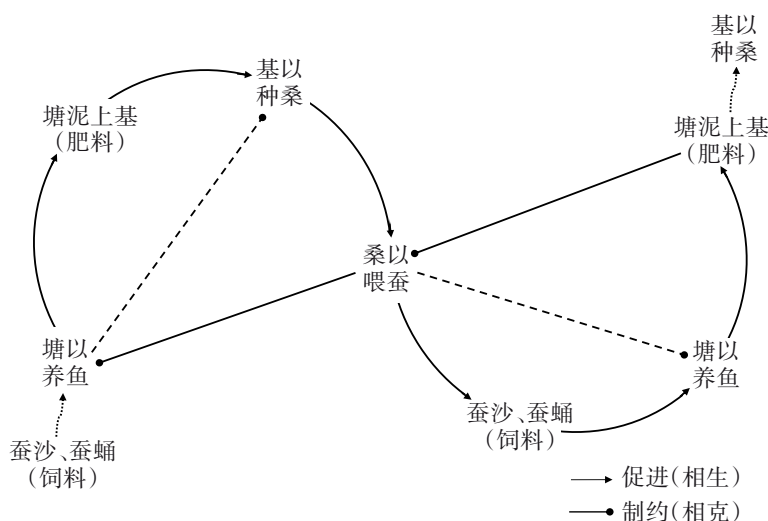 基以
种桑
塘泥上基
(肥料)
塘以
养鱼
蚕沙、蚕蛹
(饲料)
桑以
喂蚕
蚕沙、蚕蛹
(饲料)
基以
种桑
塘泥上基
(肥料)
塘以
养鱼
促进(相生)
制约(相克)